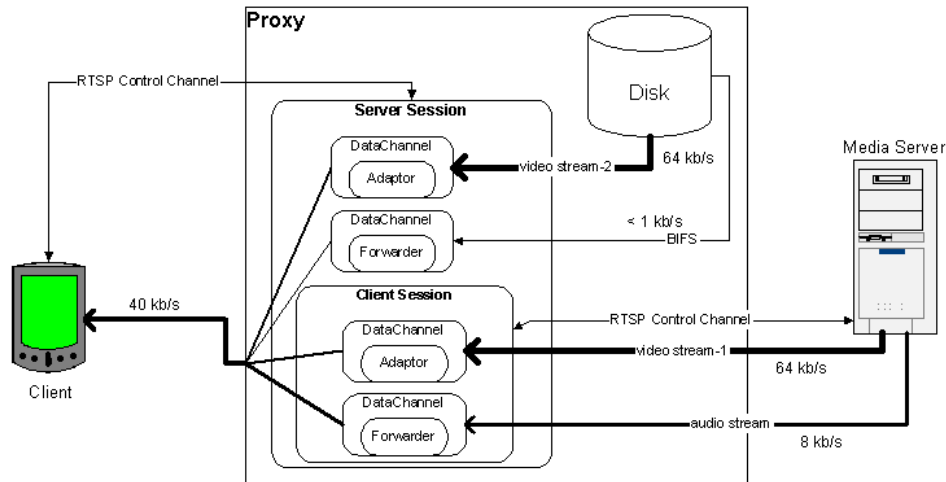 Proxy
RTSP Control Channel
Disk
Server Session
DataChannel
Adaptor
video stream-2
64 kb/s
Media Server
DataChannel
Forwarder
< 1 kb/s
BIFS
40 kb/s
Client
Client Session
RTSP Control Channel
DataChannel
Adaptor
video stream-1
64 kb/s
DataChannel
Forwarder
audio stream
8 kb/s